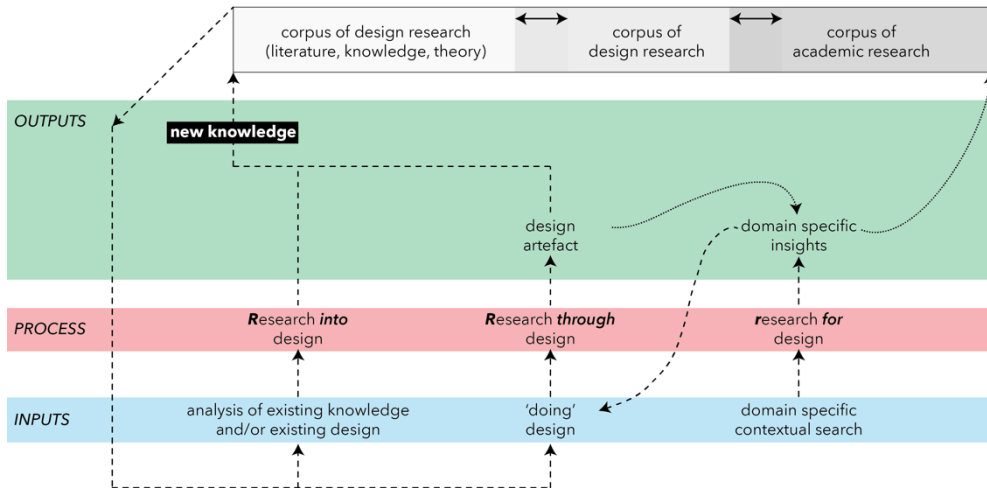 corpus of design research
(literature, knowledge, theory)
corpus of
design research
corpus of
academic research
OUTPUTS
new knowledge
design
artefact
domain specific
insights
PROCESS
Research into
design
Research through
design
research for
design
INPUTS
analysis of existing knowledge
and/or existing design
‘doing’
design
domain specific
contextual search